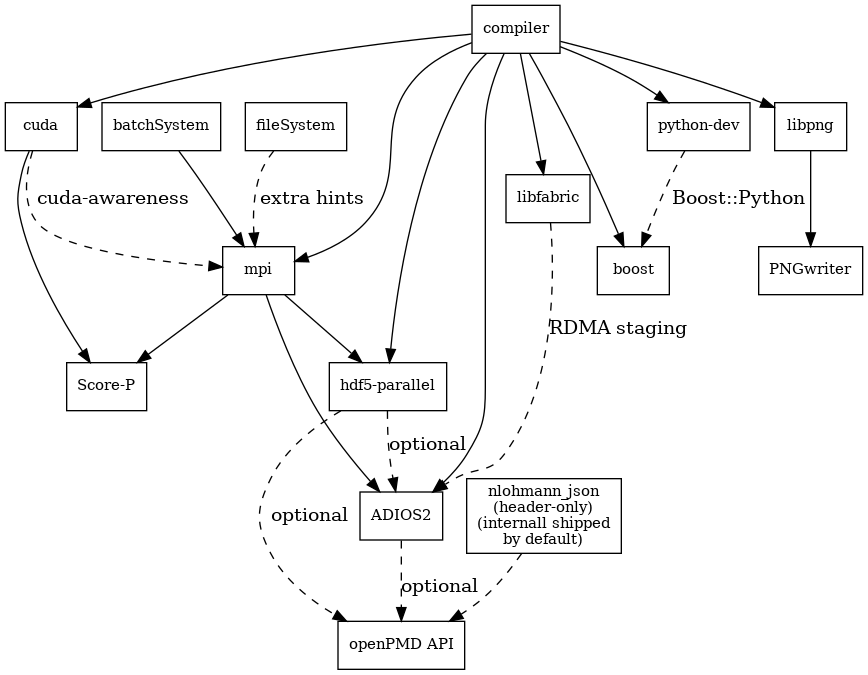 compiler
cuda
batchSystem
fileSystem
python-dev
libpng
cuda-awareness
extra hints
libfabric
Boost::Python
mpi
boost
PNGwriter
RDMA staging
Score-P
hdf5-parallel
optional
nlohmann_json
(header-only)
(internall shipped
by default)
optional
ADIOS2
optional
openPMD API